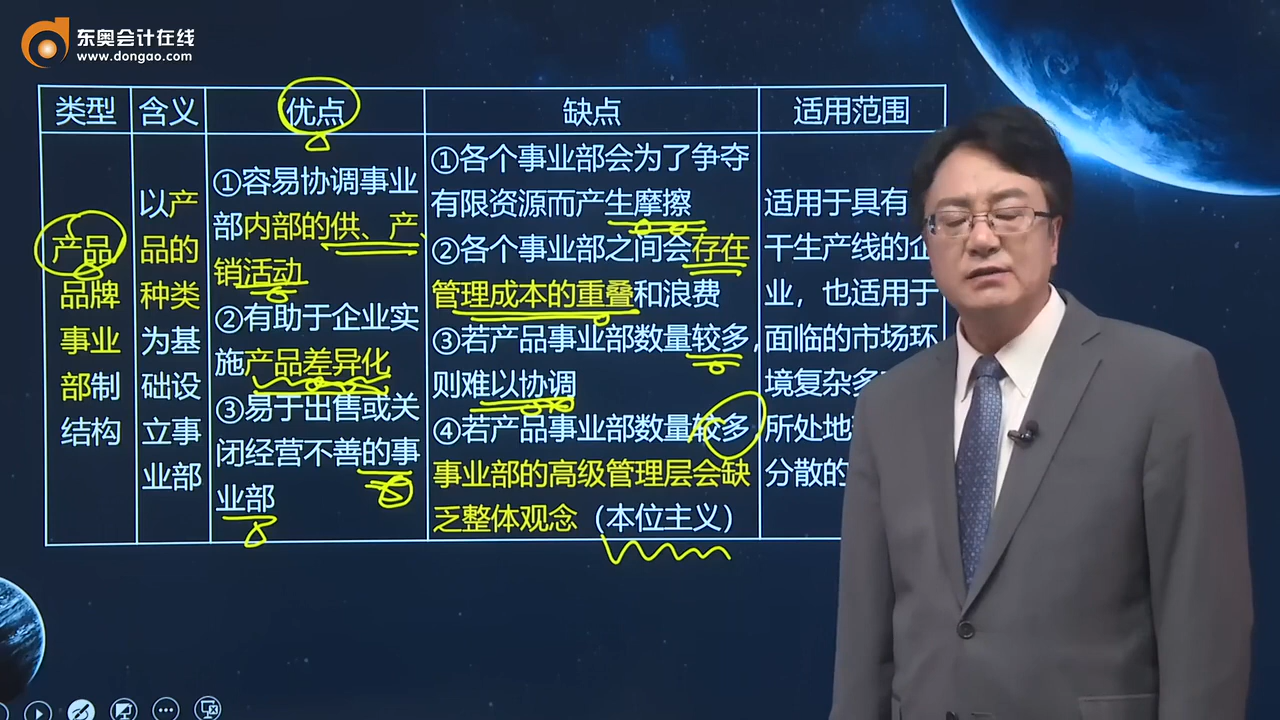 东奥会计在线
www.dongao.com
类型
含义
优点
缺点
适用范围
产品
品牌
事业
部制
结构
以产
品的
种类
为基
础设
立事
业部
①容易协调事业
部内部的供、产、
销活动
②有助于企业实
施产品差异化
③易于出售或关
闭经营不善的事
业部
①各个事业部会为了争夺
有限资源而产生摩擦
②各个事业部之间会存在
管理成本的重叠和浪费
③若产品事业部数量较多，
则难以协调
④若产品事业部数量较多
事业部的高级管理层会缺
乏整体观念（本位主义）
适用于具有
干生产线的企
业，也适用于
面临的市场环
境复杂多
所处地
分散的